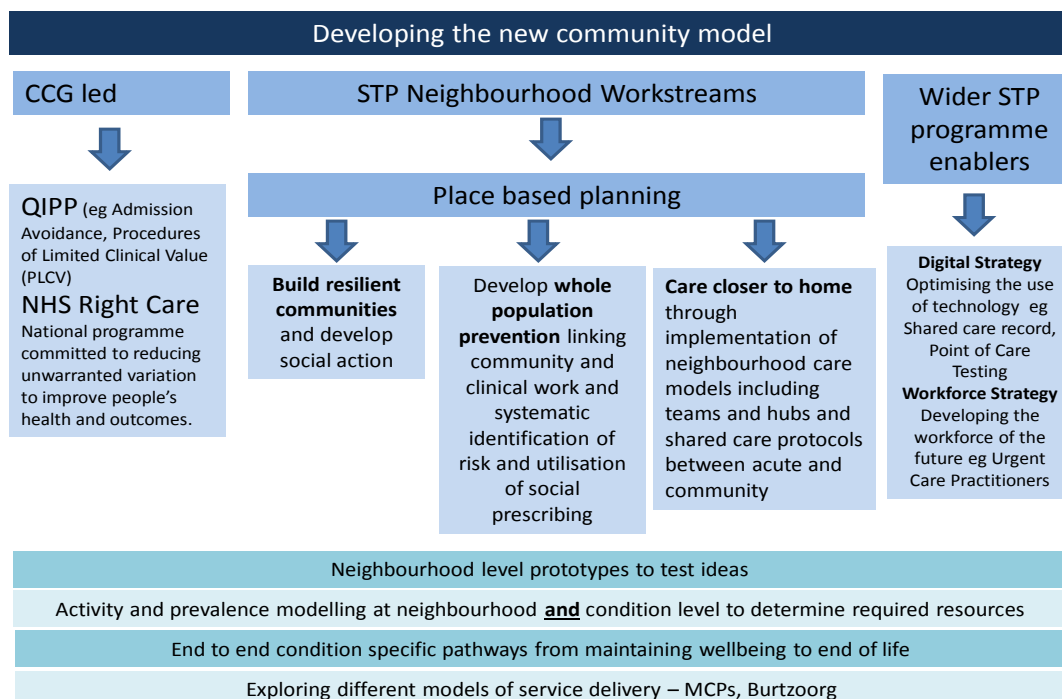 Developing the new community model
CCG led
STP Neighbourhood Workstreams
Wider STP
programme
enablers
Place based planning
QIPP (eg Admission
Avoidance, Procedures
of Limited Clinical Value
(PLCV)
NHS Right Care
National programme
committed to reducing
unwarranted variation
to improve people's
health and outcomes.
Build resilient
communities
and develop
social action
Develop whole
population
prevention linking
community and
clinical work and
systematic
identification of
risk and utilisation
of social
prescribing
Care closer to home
through
implementation of
neighbourhood care
models including
teams and hubs and
shared care protocols
between acute and
community
Digital Strategy
Optimising the use
of technology eg
Shared care record,
Point of Care
Testing
Workforce Strategy
Developing the
workforce of the
future eg Urgent
Care Practitioners
Neighbourhood level prototypes to test ideas
Activity and prevalence modelling at neighbourhood and condition level to determine required resources
End to end condition specific pathways from maintaining wellbeing to end of life
Exploring different models of service delivery – MCPs, Burtzoorg